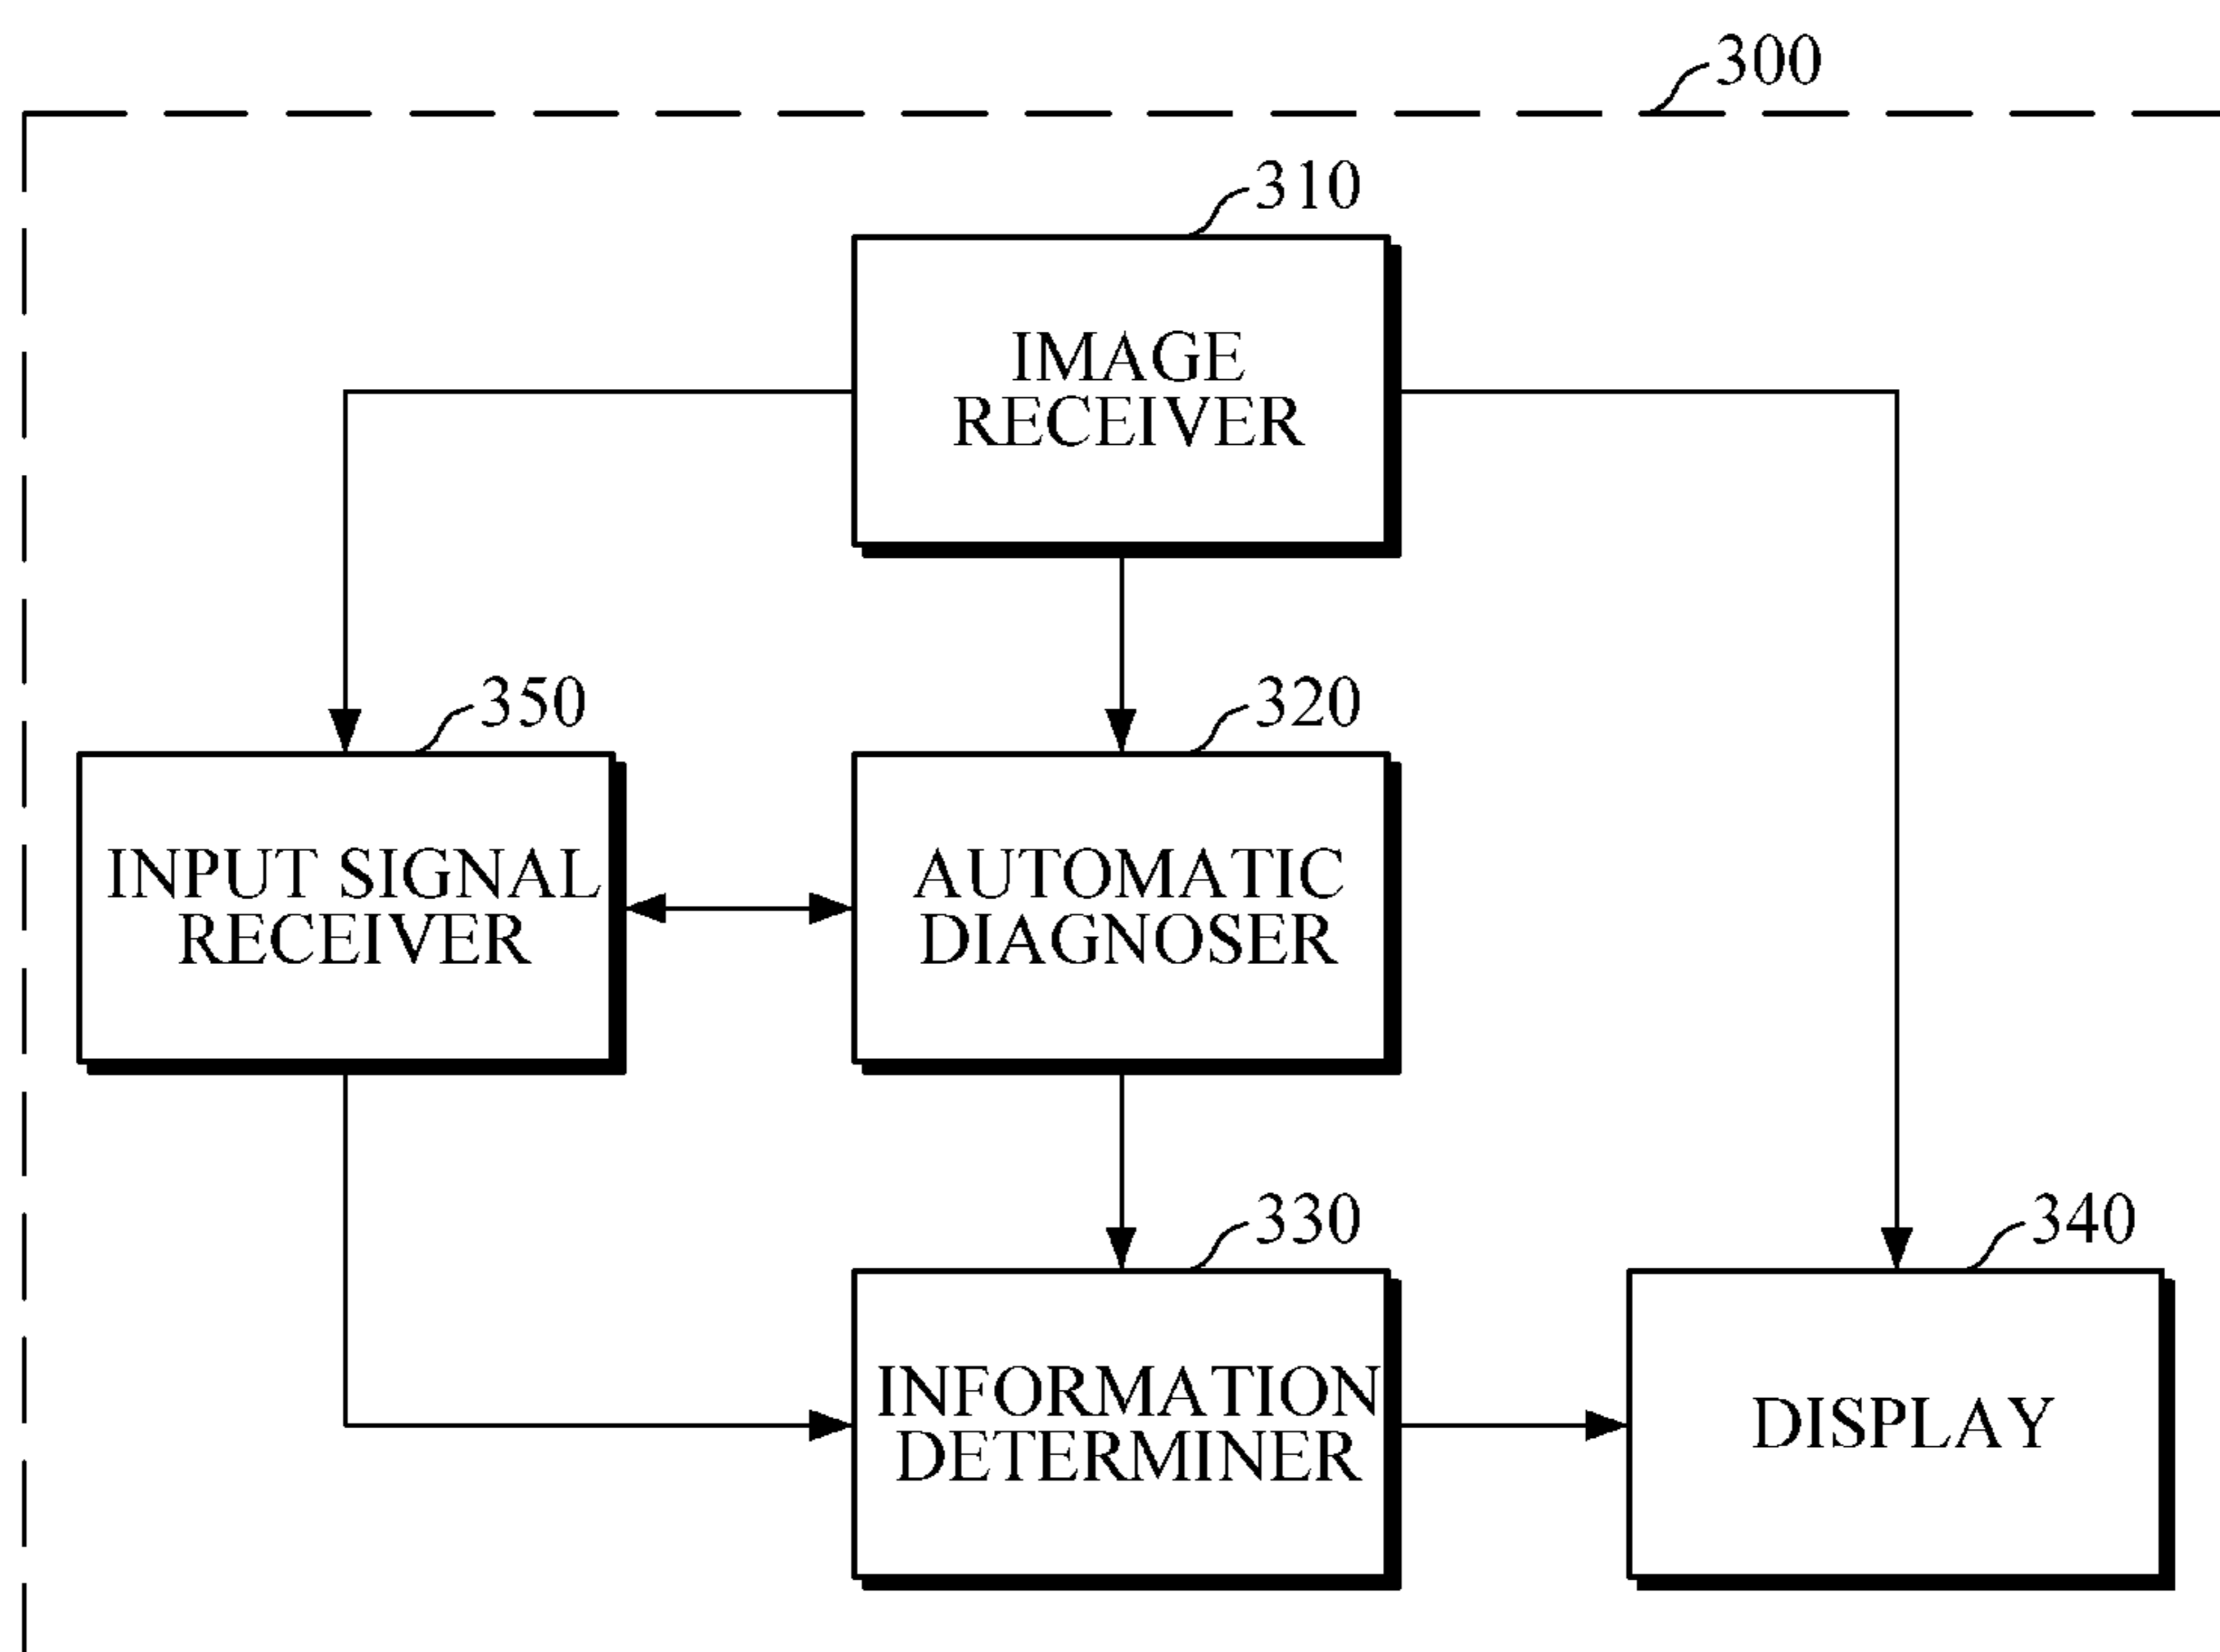 300
310
IMAGE
RECEIVER
350
320
INPUT SIGNAL
RECEIVER
AUTOMATIC
DIAGNOSER
330
340
INFORMATION
DETERMINER
DISPLAY